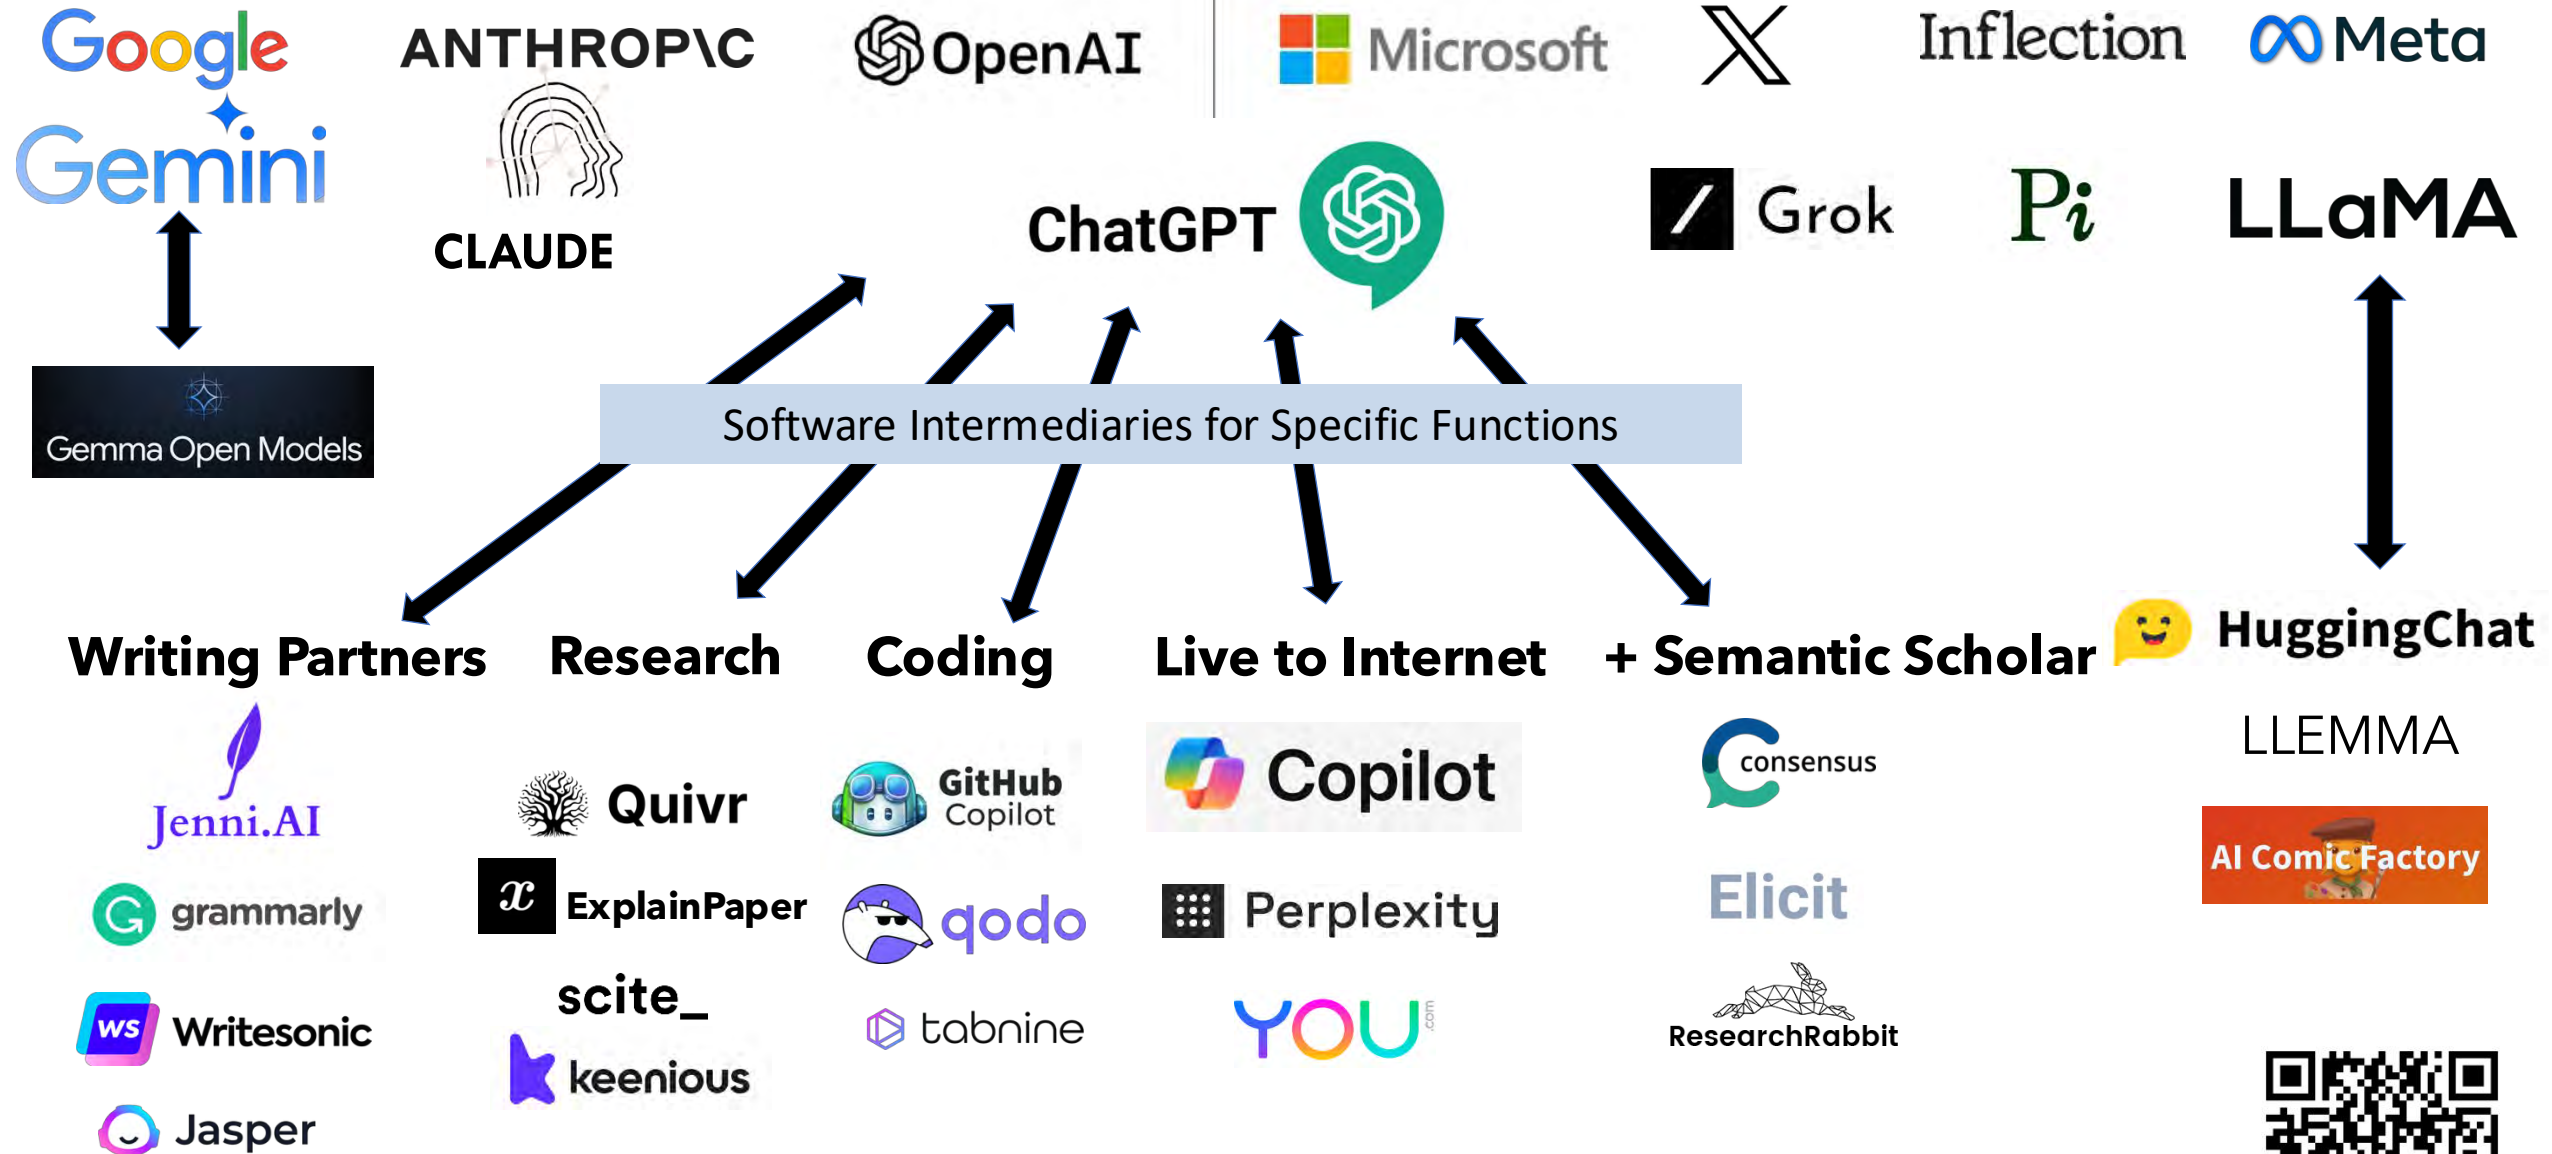 Google
ANTHROP\C
OpenAI
Microsoft
X
Inflection
Meta
Gemini
CLAUDE
ChatGPT
Grok
Pi
LLaMA
Gemma Open Models
Software Intermediaries for Specific Functions
Writing Partners
Jenni.AI
grammarly
WS Writesonic
Jasper
Research
Quivr
x ExplainPaper
scite_
keenious
Coding
GitHub
Copilot
qodo
tabnine
Live to Internet
Copilot
Perplexity
YOU.com
+ Semantic Scholar
consensus
Elicit
ResearchRabbit
HuggingChat
LLEMMA
AI Comic Factory